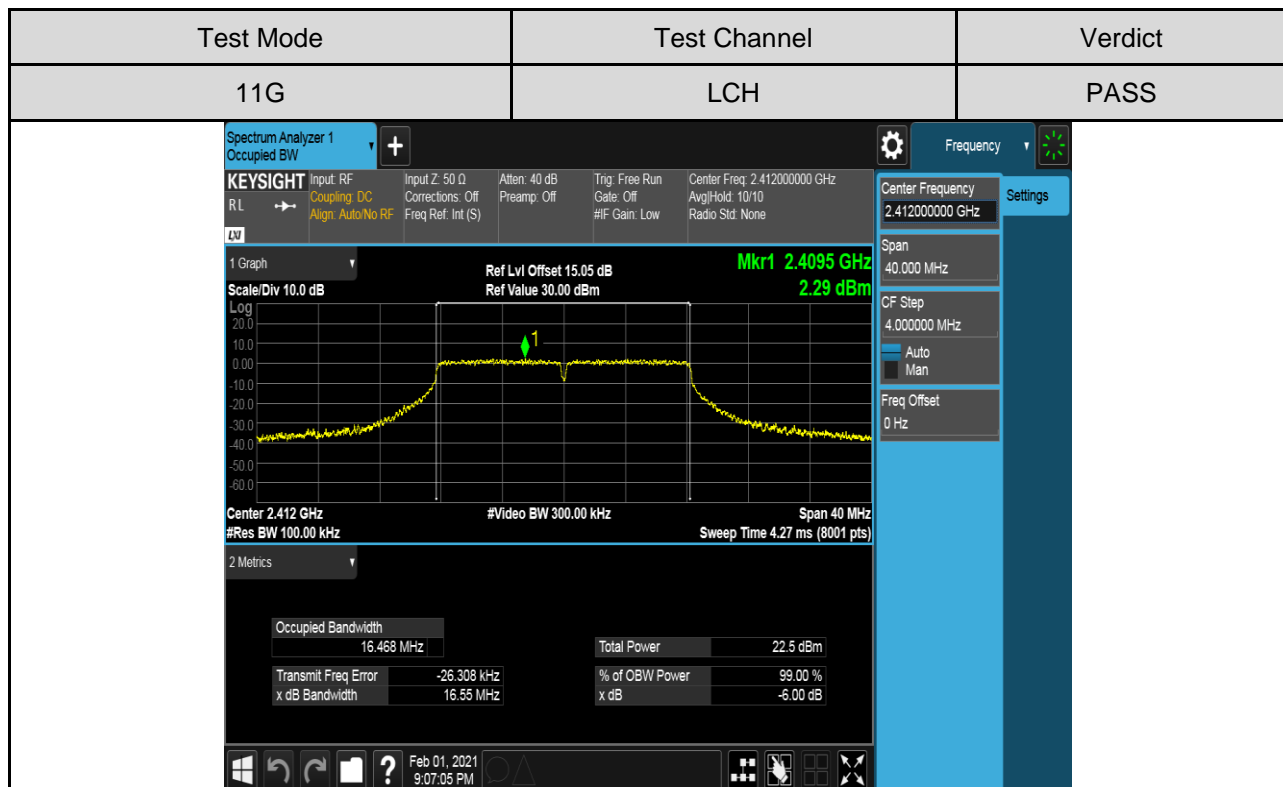 Test Mode Test Channel Verdict
11G LCH PASS
Spectrum Analyzer 1
Occupied BW
+
Frequency
KEYSIGHT Input: RF Input Z: 50 Ω Atten: 40 dB Trig: Free Run Center Freq: 2.412000000 GHz
RL Coupling: DC Corrections: Off Preamp: Off Gate: Off Avg|Hold: 10/10
Align: Auto/No RF Freq Ref: Int (S) #IF Gain: Low Radio Std: None
LXI
Center Frequency
2.412000000 GHz
Settings
Span
40.000 MHz
CF Step
4.000000 MHz
Auto
Man
Freq Offset
0 Hz
1 Graph Ref Lvl Offset 15.05 dB Mkr1 2.4095 GHz
Scale/Div 10.0 dB Ref Value 30.00 dBm 2.29 dBm
Log
20.0
10.0
0.00
-10.0
-20.0
-30.0
-40.0
-50.0
-60.0
1
Center 2.412 GHz #Video BW 300.00 kHz Span 40 MHz
#Res BW 100.00 kHz Sweep Time 4.27 ms (8001 pts)
2 Metrics
Occupied Bandwidth
16.468 MHz Total Power 22.5 dBm
Transmit Freq Error -26.308 kHz % of OBW Power 99.00 %
x dB Bandwidth 16.55 MHz x dB -6.00 dB
? Feb 01, 2021
9:07:05 PM